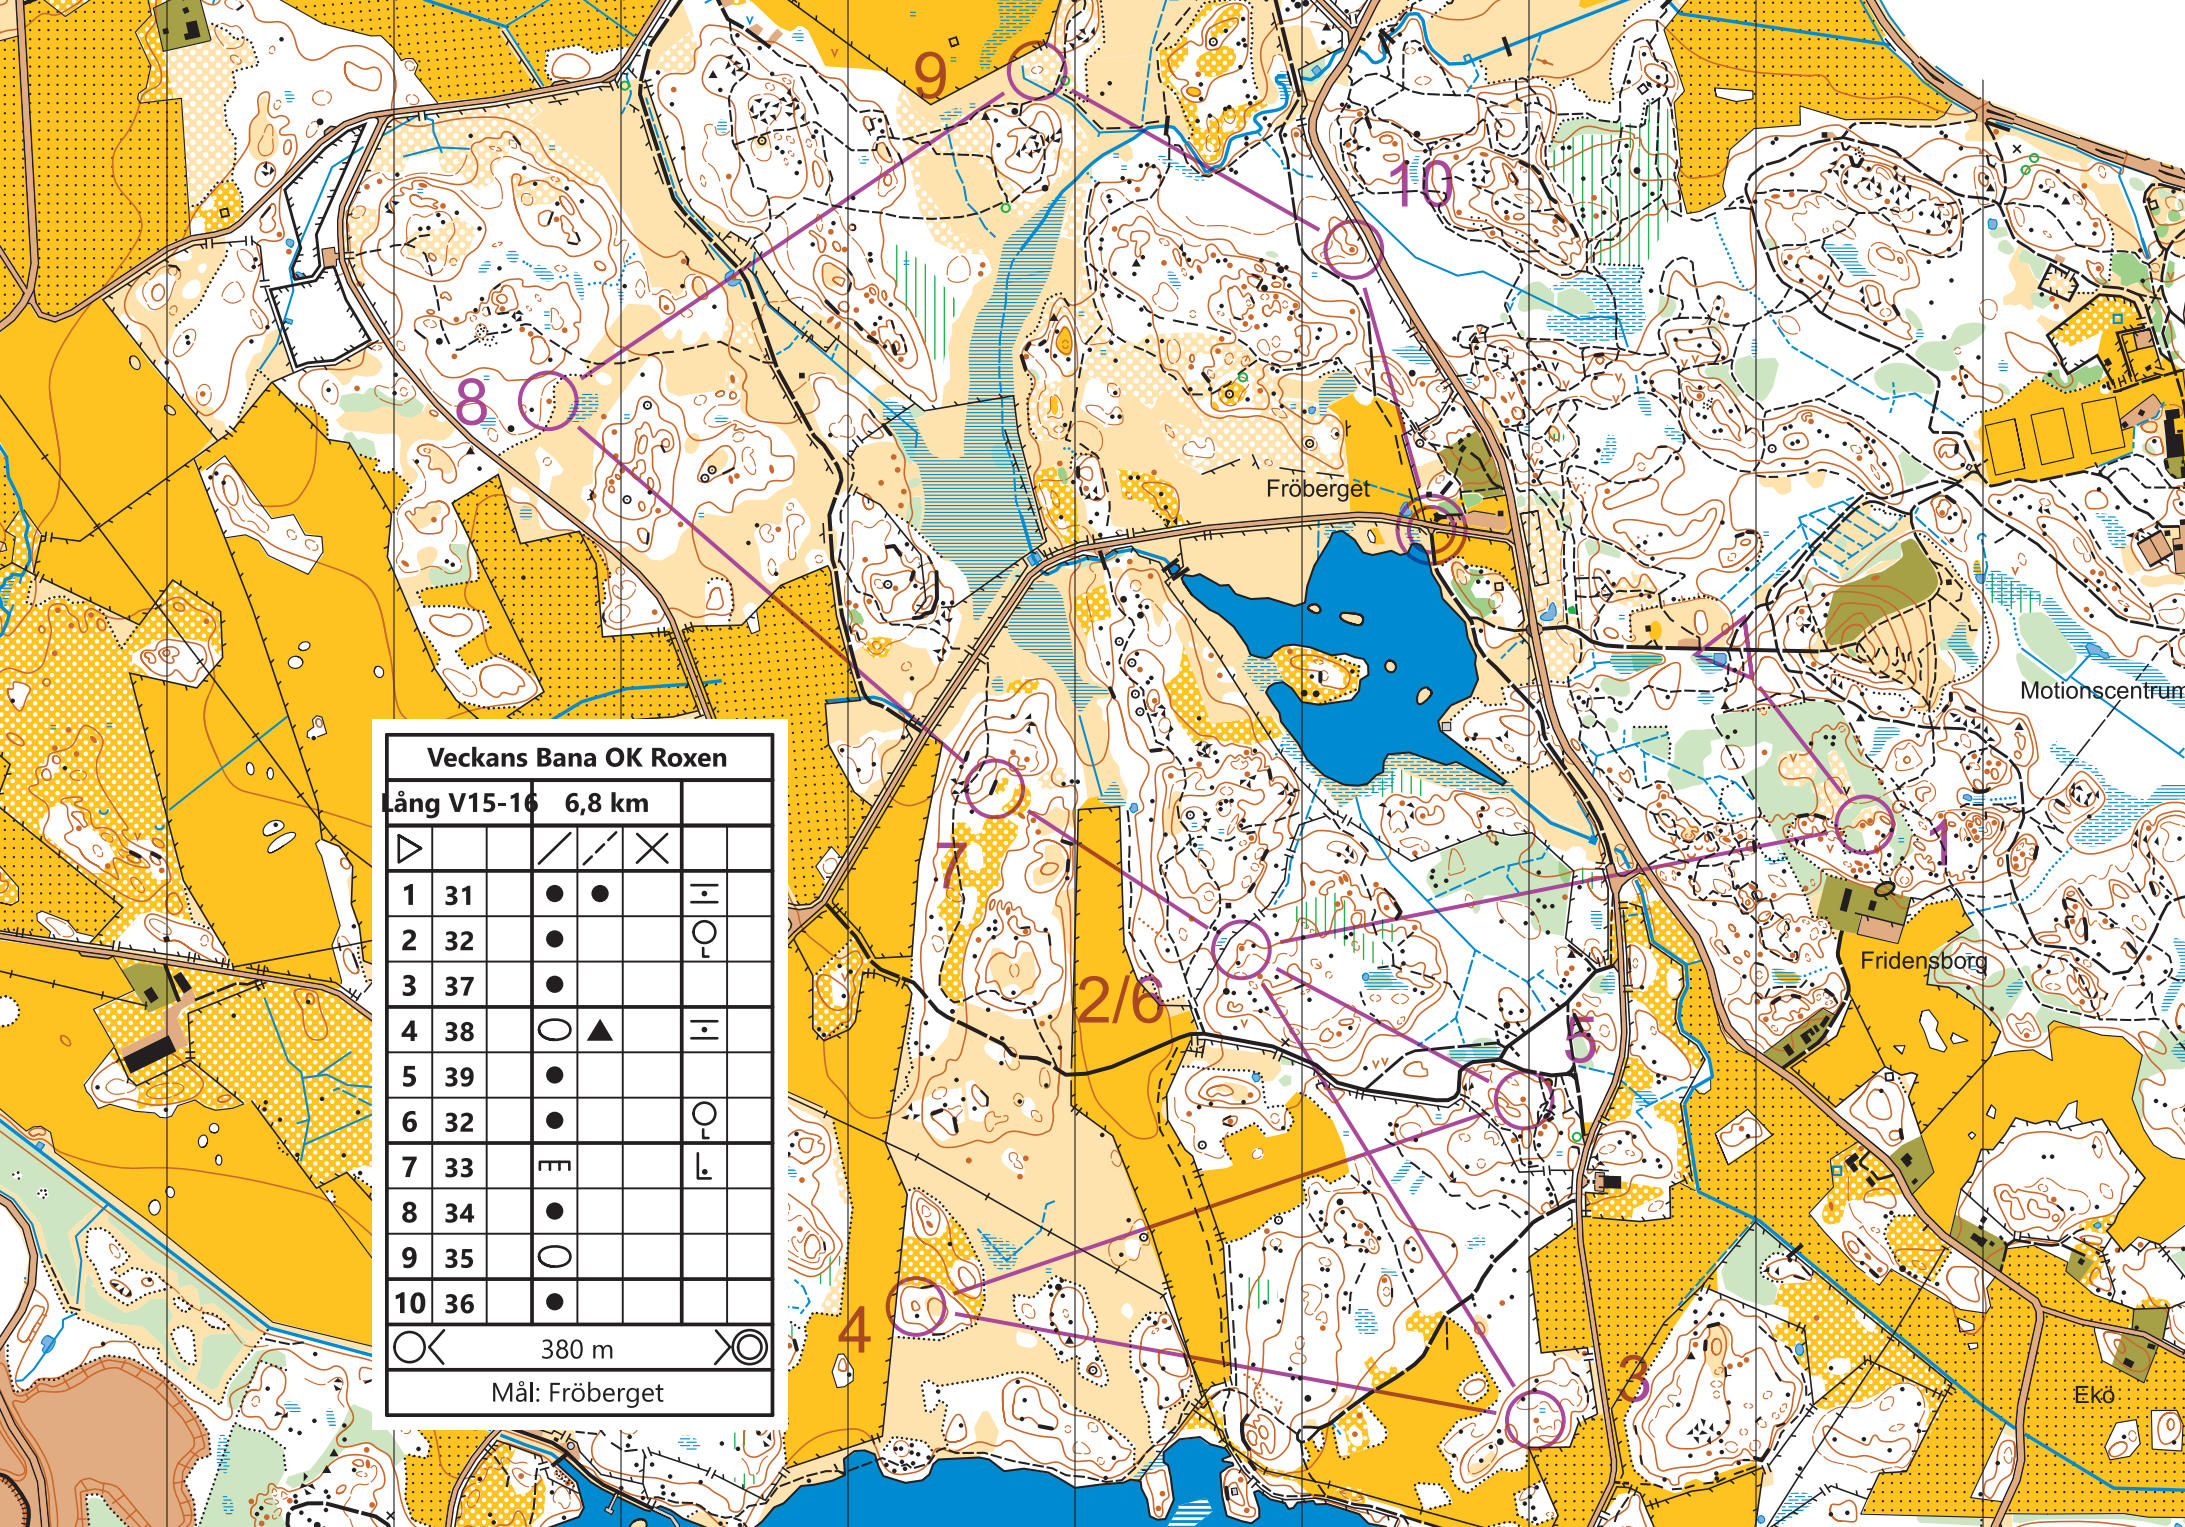 9
10
8
Fröberget
Motionscentrum
Veckans Bana OK Roxen
Lång V15-16 6,8 km
1 31
2 32
3 37
4 38
5 39
6 32
7 33
8 34
9 35
10 36
380 m
Mål: Fröberget
7
1
Fridensborg
2/6
5
4
3
Ekö